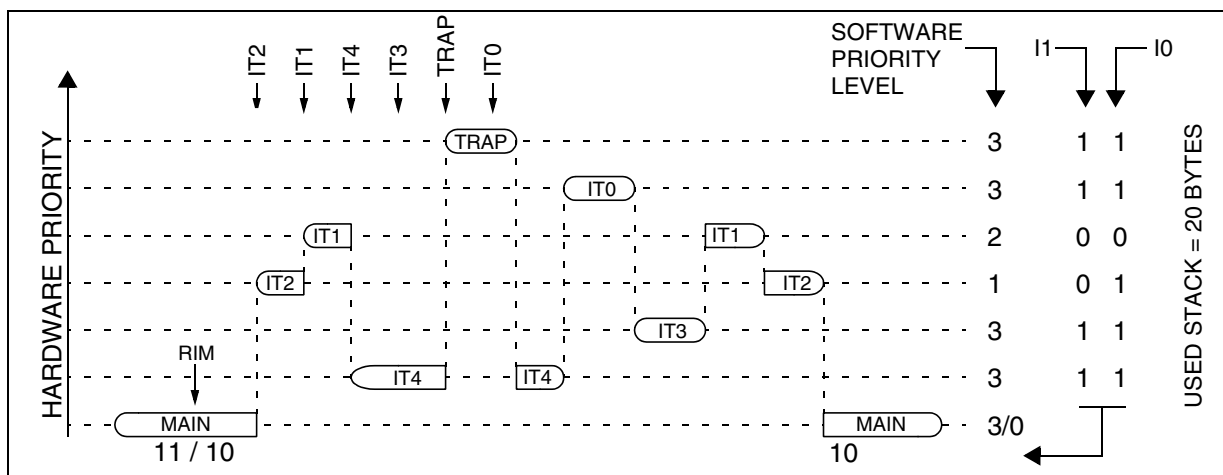 IT2
IT1
IT4
IT3
TRAP
IT0
SOFTWARE
PRIORITY
LEVEL
I1
I0
HARDWARE PRIORITY
USED STACK = 20 BYTES
TRAP
3
1 1
IT0
3
1 1
IT1
IT1
2
0 0
IT2
IT2
1
0 1
IT3
3
1 1
RIM
IT4
IT4
3
1 1
MAIN
MAIN
3/0
11 / 10
10